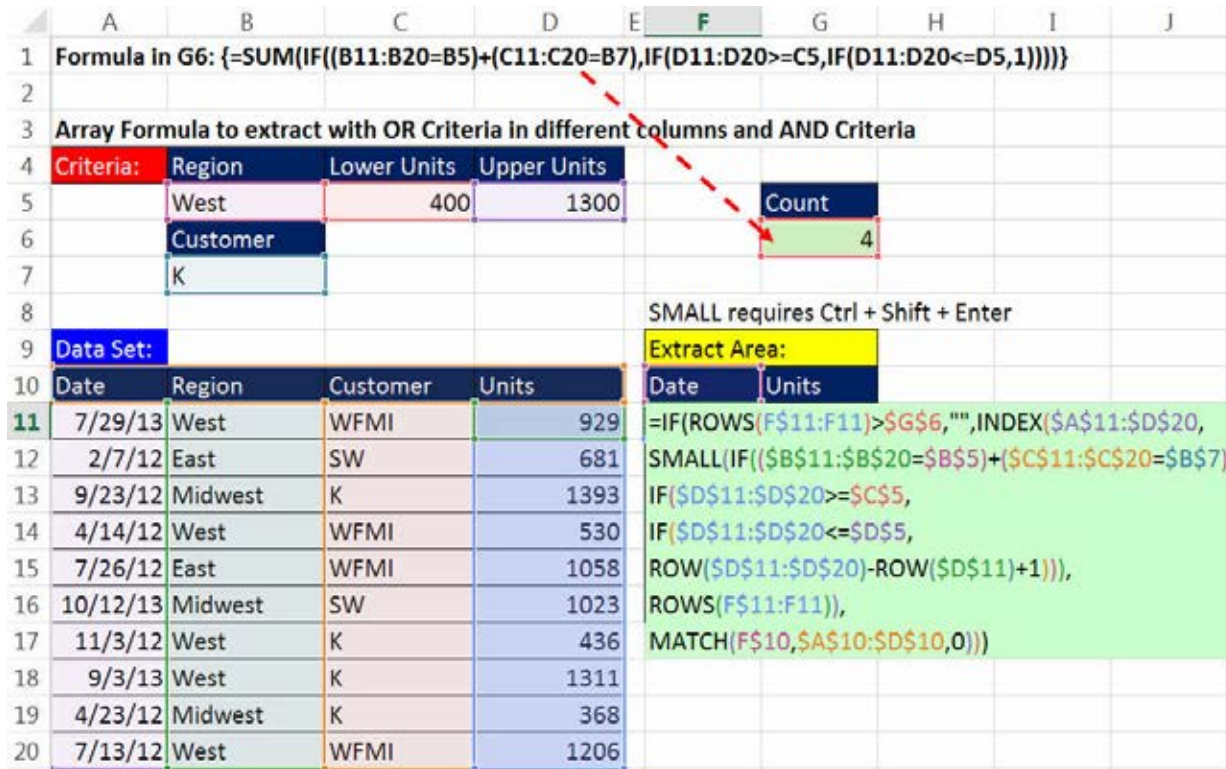 A B C D E F G H I J
1 Formula in G6: {=SUM(IF((B11:B20=B5)+(C11:C20=B7),IF(D11:D20>=C5,IF(D11:D20<=D5,1))))}
2
3 Array Formula to extract with OR Criteria in different columns and AND Criteria
4 Criteria: Region Lower Units Upper Units
5 West 400 1300 Count
6 Customer 4
7 K
8 SMALL requires Ctrl + Shift + Enter
9 Data Set: Extract Area:
10 Date Region Customer Units Date Units
11 7/29/13 West WFMI 929 =IF(ROWS(F$11:F11)>$G$6,"",INDEX($A$11:$D$20,
12 2/7/12 East SW 681 SMALL(IF(($B$11:$B$20=$B$5)+($C$11:$C$20=$B$7)
13 9/23/12 Midwest K 1393 IF($D$11:$D$20>=$C$5,
14 4/14/12 West WFMI 530 IF($D$11:$D$20<=$D$5,
15 7/26/12 East WFMI 1058 ROW($D$11:$D$20)-ROW($D$11)+1))),
16 10/12/13 Midwest SW 1023 ROWS(F$11:F11)),
17 11/3/12 West K 436 MATCH(F$10,$A$10:$D$10,0)))
18 9/3/13 West K 1311
19 4/23/12 Midwest K 368
20 7/13/12 West WFMI 1206